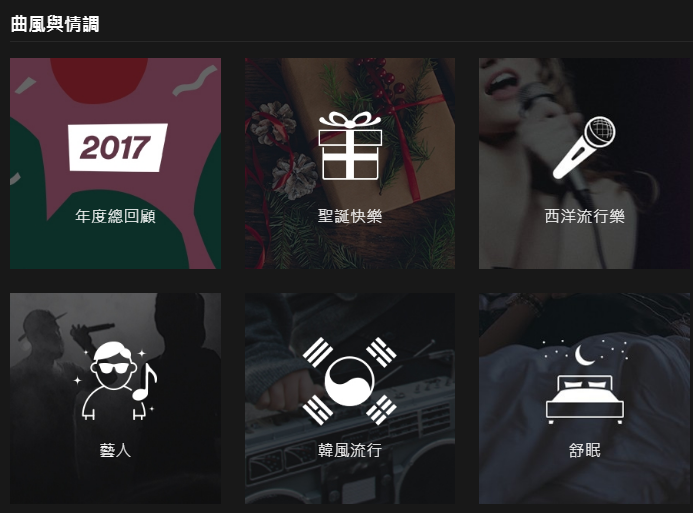 曲風與情調
2017
年度總回顧
聖誕快樂
西洋流行樂
藝人
韓風流行
舒眠